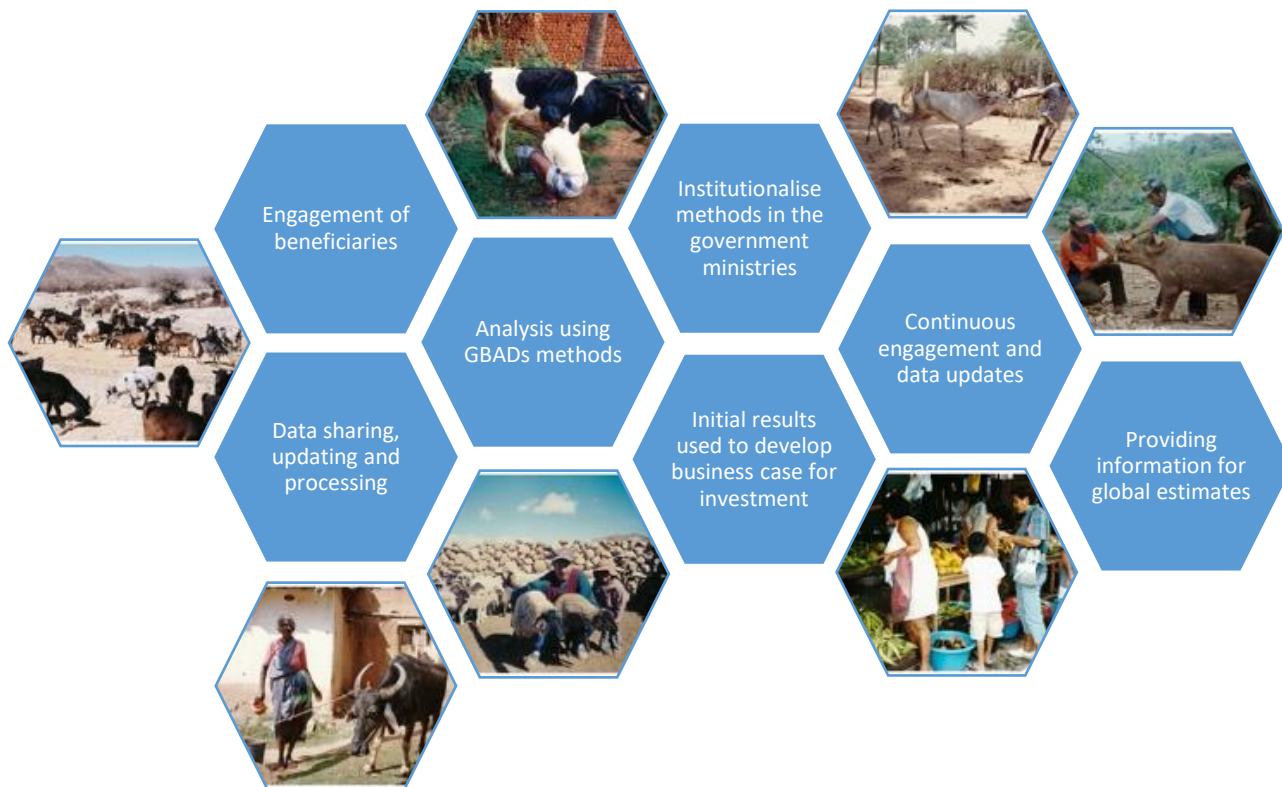 Engagement of
beneficiaries
Data sharing,
updating and
processing
Analysis using
GBADs methods
Institutionalise
methods in the
government
ministries
Initial results
used to develop
business case for
investment
Continuous
engagement and
data updates
Providing
information for
global estimates